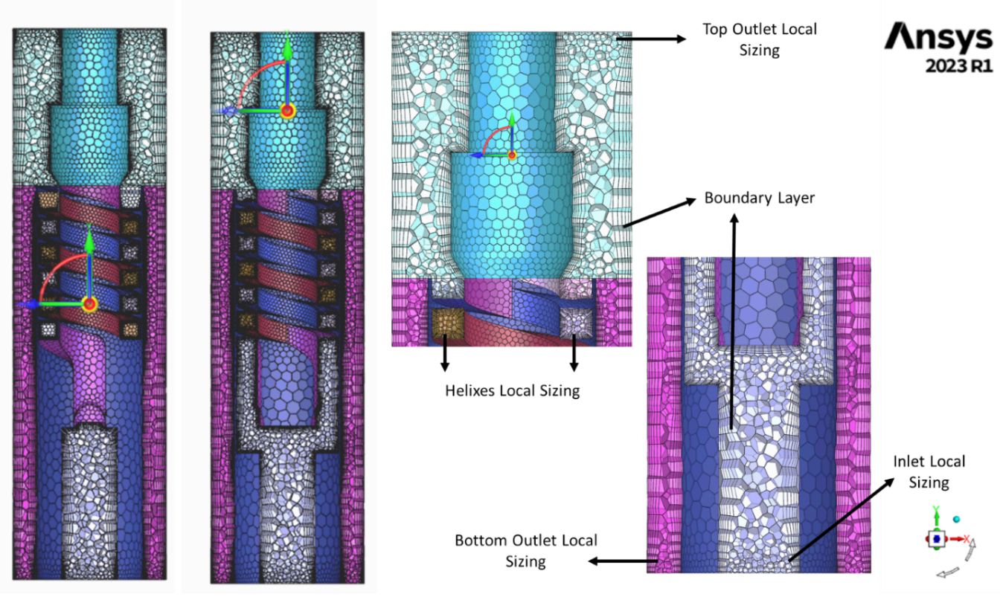 Top Outlet Local
Sizing
Ansys
2023 R1
Boundary Layer
Helixes Local Sizing
Inlet Local
Sizing
Bottom Outlet Local
Sizing
Y
X